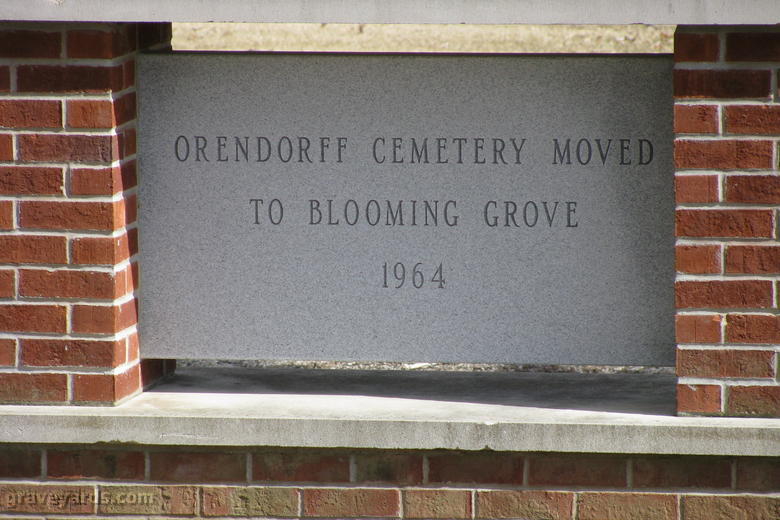 ORENDORFF CEMETERY MOVED
TO BLOOMING GROVE
1964
graveyards.com